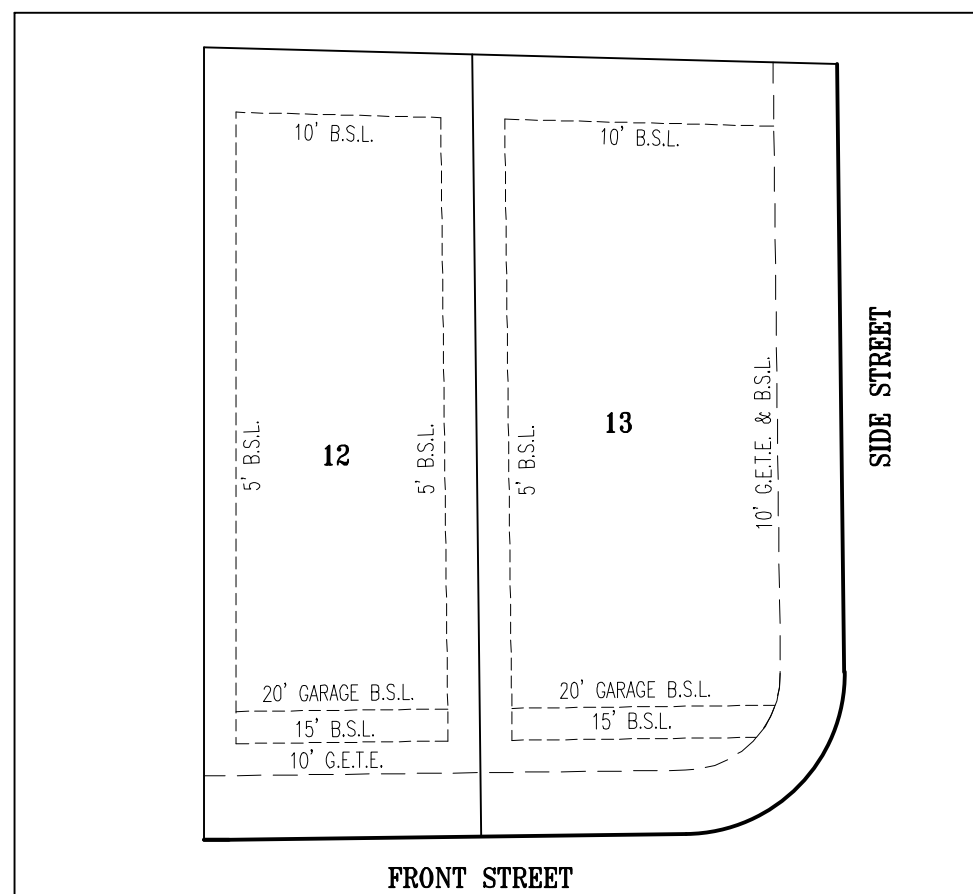 10' B.S.L.
10' B.S.L.
SIDE STREET
10' G.E.T.E. & B.S.L.
13
5' B.S.L.
5' B.S.L.
12
5' B.S.L.
20' GARAGE B.S.L.
20' GARAGE B.S.L.
15' B.S.L.
15' B.S.L.
10' G.E.T.E.
FRONT STREET